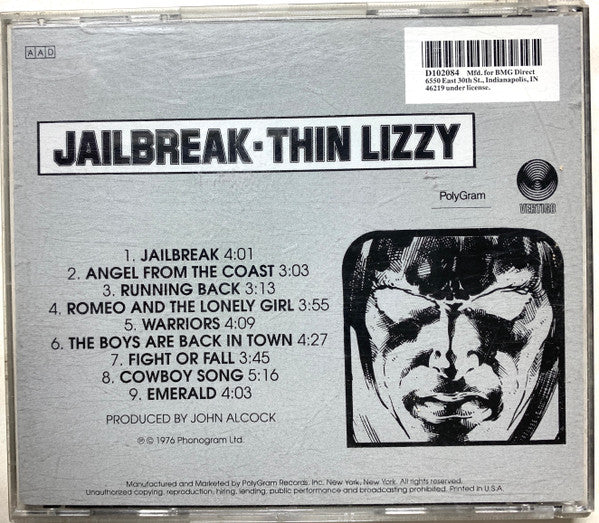 AAD
D102084 Mfd. for BMG Direct
6550 East 30th St., Indianapolis, IN
46219 under license.
JAILBREAK·THIN LIZZY
PolyGram
VERTIGO
1. JAILBREAK 4:01
2. ANGEL FROM THE COAST 3:03
3. RUNNING BACK 3:13
4. ROMEO AND THE LONELY GIRL 3:55
5. WARRIORS 4:09
6. THE BOYS ARE BACK IN TOWN 4:27
7. FIGHT OR FALL 3:45
8. COWBOY SONG 5:16
9. EMERALD 4:03
PRODUCED BY JOHN ALCOCK
℗ © 1976 Phonogram Ltd.
Manufactured and Marketed by PolyGram Records, Inc. New York, New York. All rights reserved.
Unauthorized copying, reproduction, hiring, lending, public performance and broadcasting prohibited. Printed in U.S.A.